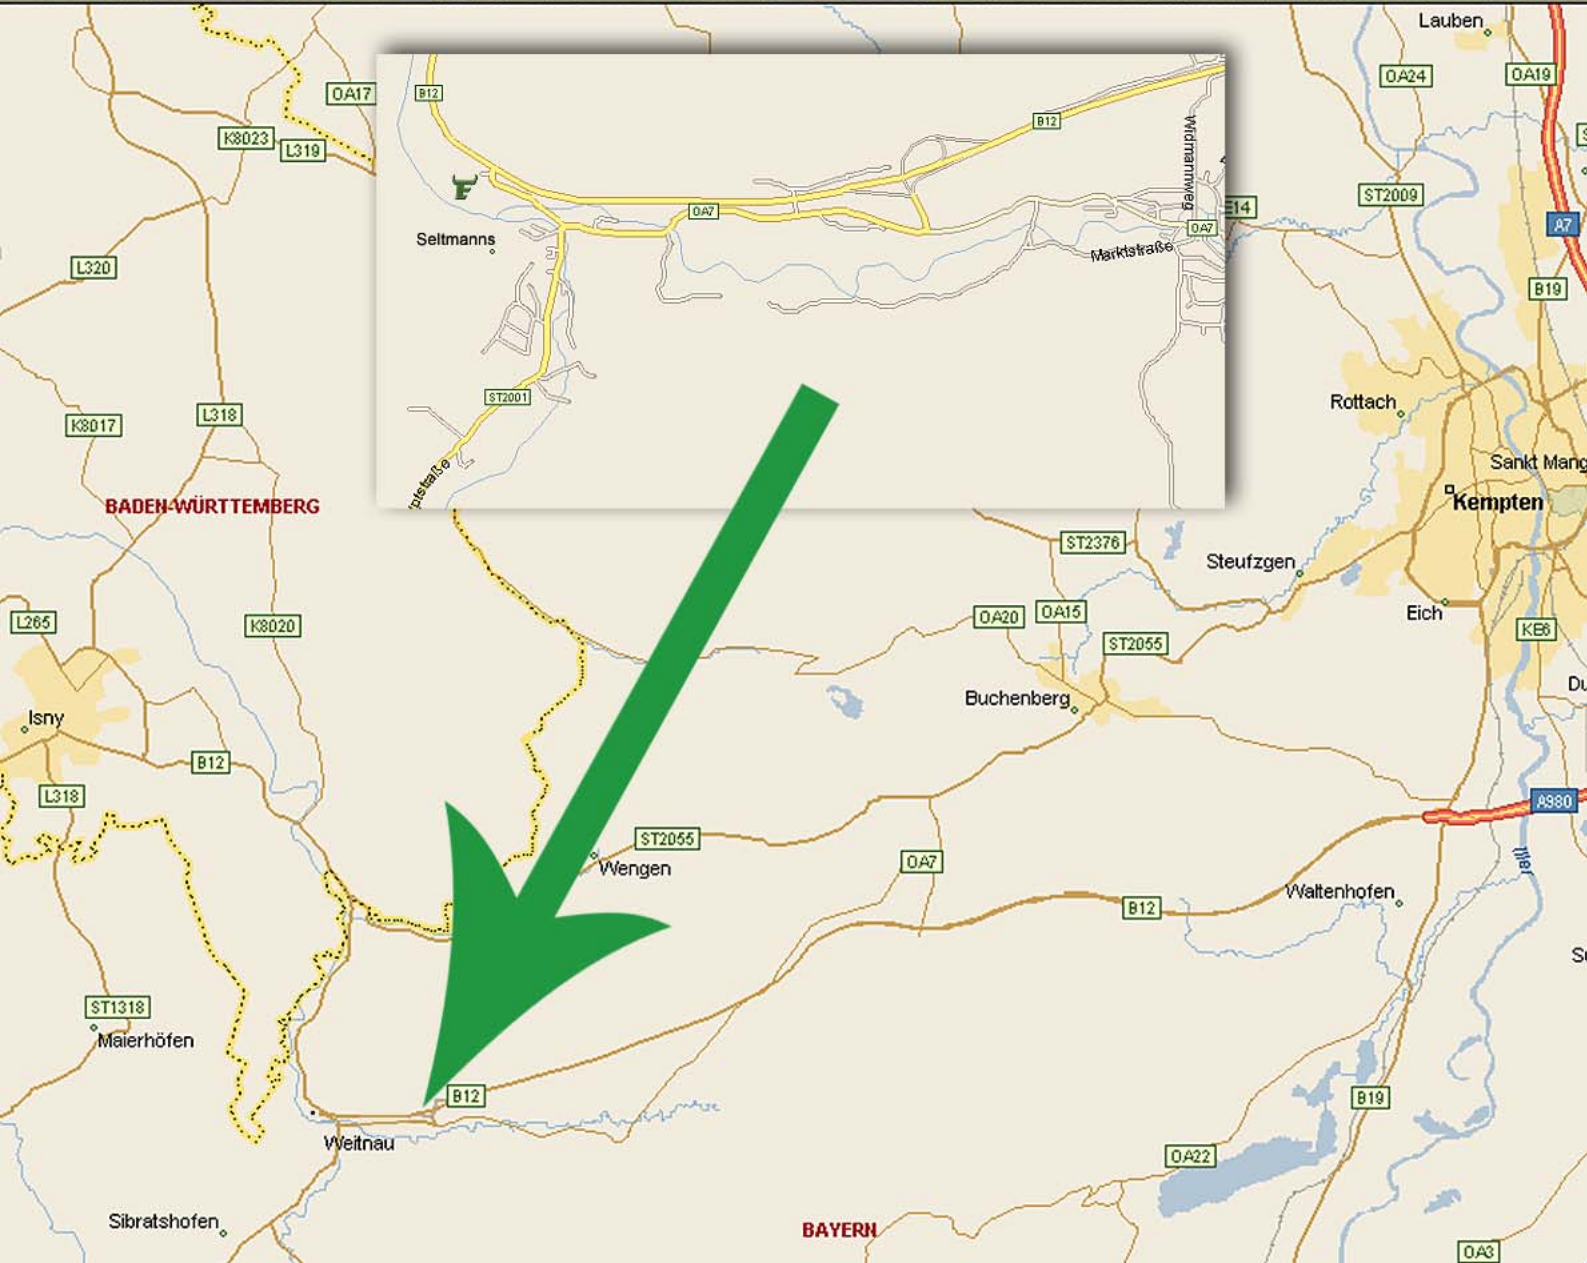 Lauben
OA24
OA19
OA17
B12
K8023
L319
B12
Widmannweg
ST2009
E14
OA7
OA7
A7
Seltmanns
Marktstraße
L320
B19
ST2001
Rottach
K8017
L318
Sankt Mang
Kempten
BADEN-WÜRTTEMBERG
ST2376
Steufzgen
L265
K8020
OA20
OA15
Eich
ST2055
KE6
Isny
Buchenberg
B12
L318
A980
ST2055
Wengen
OA7
Iller
Waltenhofen
B12
ST1318
Maierhöfen
B12
B19
Weitnau
OA22
Sibratshofen
BAYERN
OA3